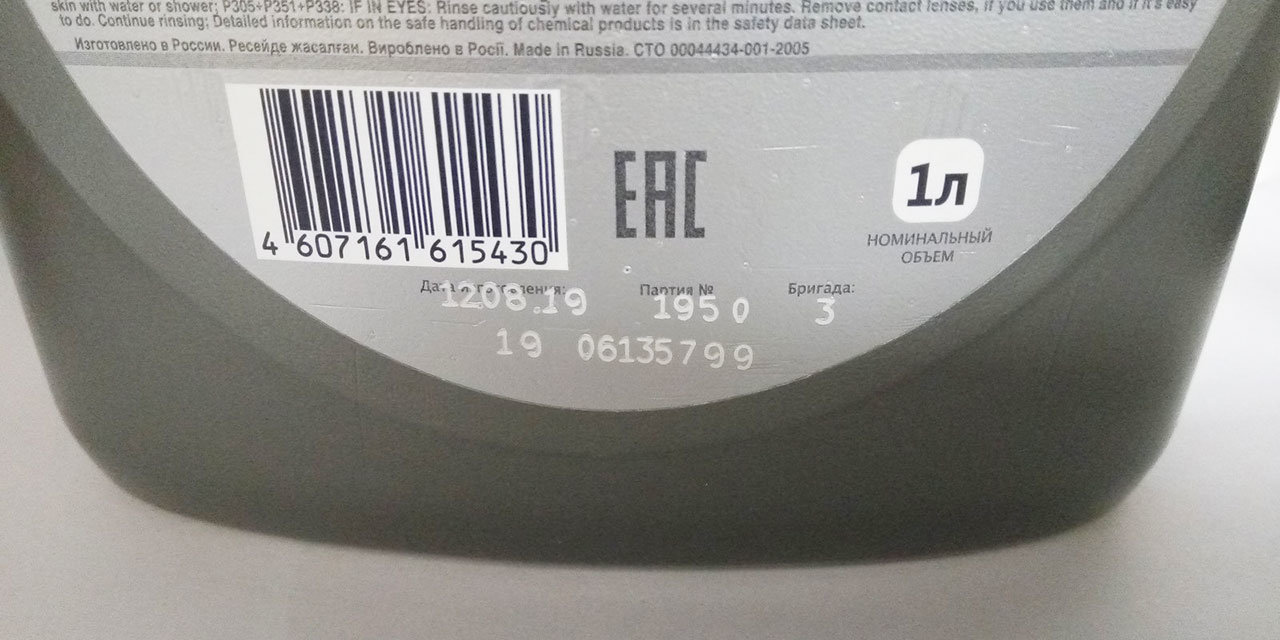 skin with water or shower; P305+P351+P338: IF IN EYES: Rinse cautiously with water for several minutes. Remove contact lenses, if you use them and if it's easy
to do. Continue rinsing: Detailed information on the safe handling of chemical products is in the safety data sheet.
Изготовлено в России. Ресейде жасалған. Вироблено в Росії. Made in Russia. СТО 00044434-001-2005
4 607161 615430
EAC
1л
НОМИНАЛЬНЫЙ
ОБЪЕМ
Дата изготовления: Партия № Бригада:
1208.19 1950 3
19 06135799